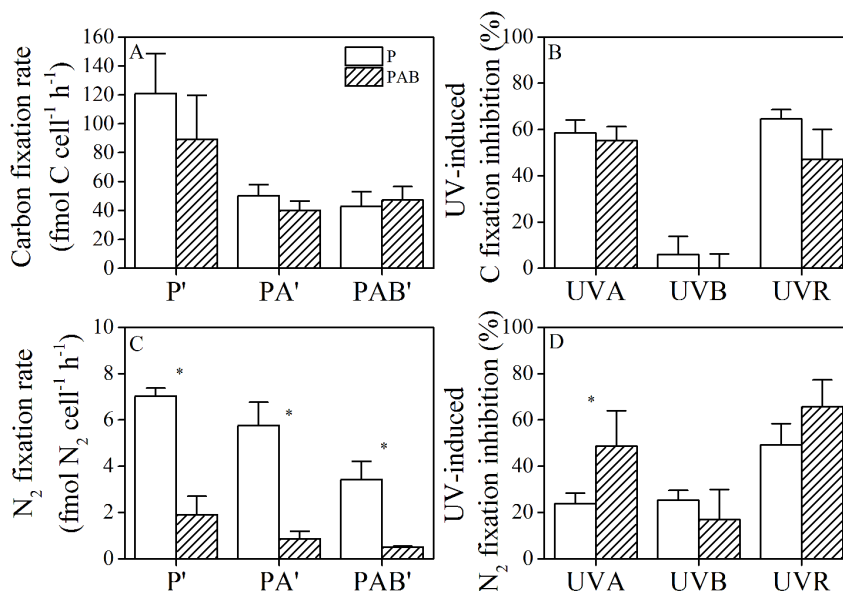 A
P
PAB
160
140
120
100
80
60
40
20
0
Carbon fixation rate
(fmol C cell⁻¹ h⁻¹)
P' PA' PAB'
B
100
80
60
40
20
0
UV-induced
C fixation inhibition (%)
UVA UVB UVR
C
8
6
4
2
0
N₂ fixation rate
(fmol N₂ cell⁻¹ h⁻¹)
*
*
*
P' PA' PAB'
D
100
80
60
40
20
0
UV-induced
N₂ fixation inhibition (%)
*
UVA UVB UVR